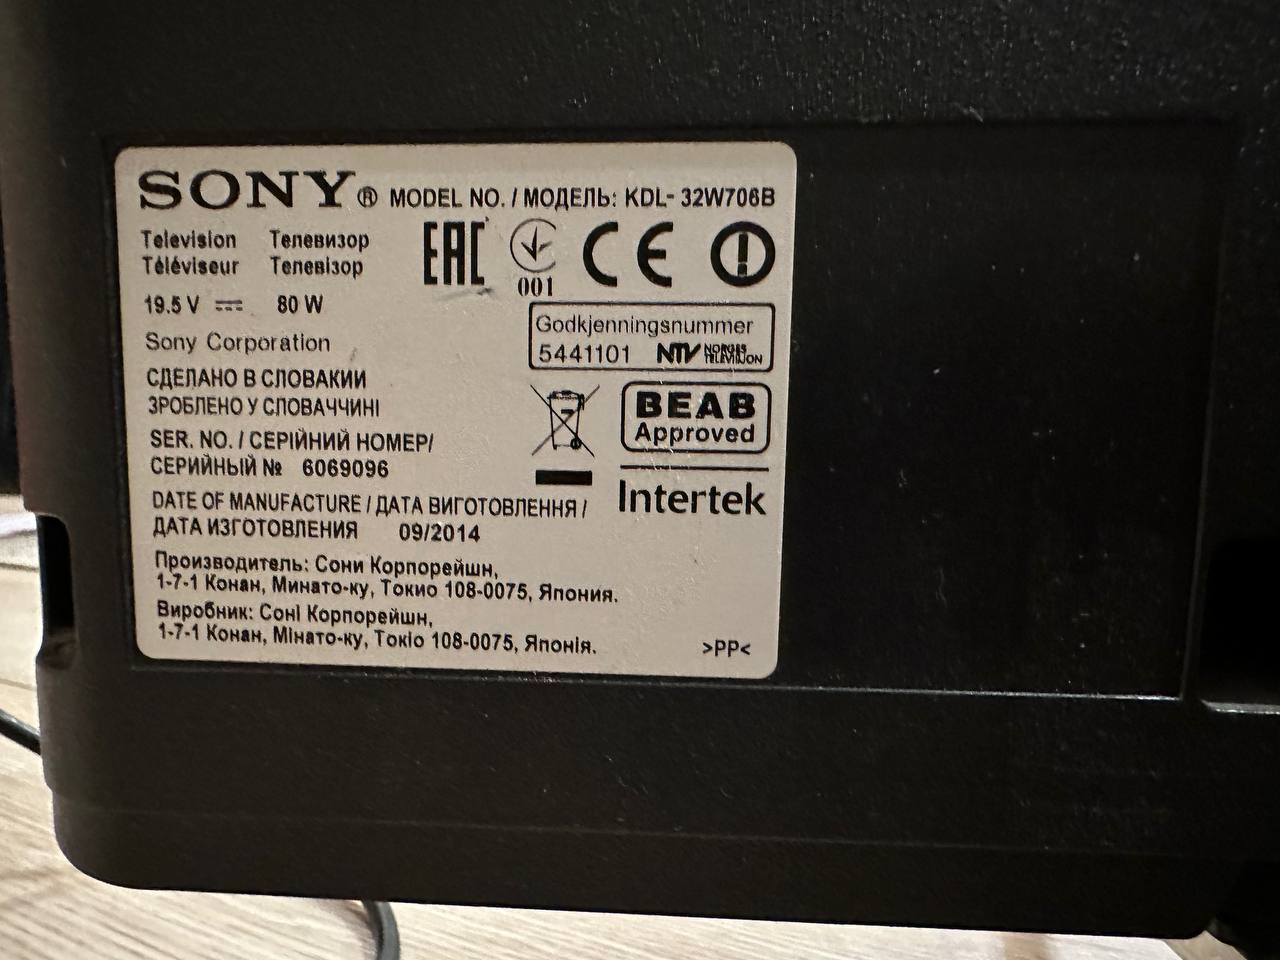 SONY® MODEL NO. / МОДЕЛЬ: KDL- 32W706B
Television Телевизор
Téléviseur Телевізор
EAC
001
CE
19.5 V 80 W
Godkjenningsnummer
5441101 NTV NORGES TELEVISJON
Sony Corporation
СДЕЛАНО В СЛОВАКИИ
ЗРОБЛЕНО У СЛОВАЧЧИНІ
BEAB
Approved
SER. NO. / СЕРІЙНИЙ НОМЕР/
СЕРИЙНЫЙ № 6069096
Intertek
DATE OF MANUFACTURE / ДАТА ВИГОТОВЛЕННЯ /
ДАТА ИЗГОТОВЛЕНИЯ 09/2014
Производитель: Сони Корпорейшн,
1-7-1 Конан, Минато-ку, Токио 108-0075, Япония.
Виробник: Соні Корпорейшн,
1-7-1 Конан, Мінато-ку, Токіо 108-0075, Японія.
>PP<